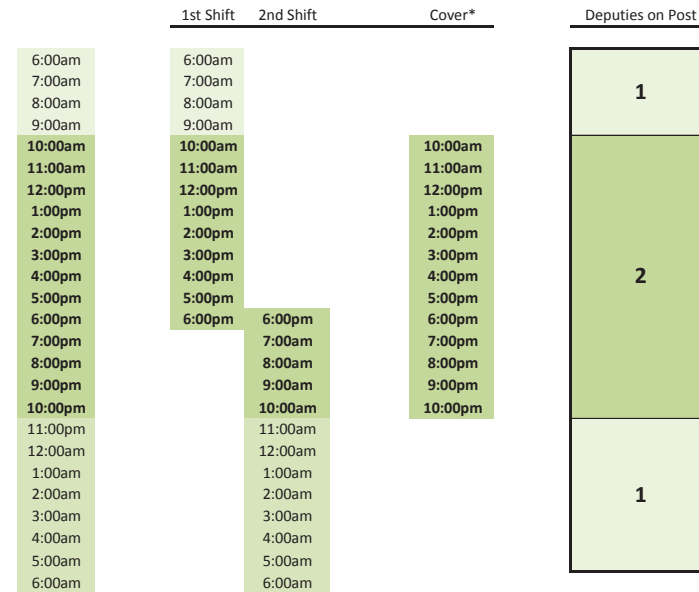 1st Shift 2nd Shift Cover* Deputies on Post
6:00am 6:00am
7:00am 7:00am
8:00am 8:00am
9:00am 9:00am
1
10:00am 10:00am 10:00am
11:00am 11:00am 11:00am
12:00pm 12:00pm 12:00pm
1:00pm 1:00pm 1:00pm
2:00pm 2:00pm 2:00pm
3:00pm 3:00pm 3:00pm
4:00pm 4:00pm 4:00pm 2
5:00pm 5:00pm 5:00pm
6:00pm 6:00pm 6:00pm 6:00pm
7:00pm 7:00am 7:00pm
8:00pm 8:00am 8:00pm
9:00pm 9:00am 9:00pm
10:00pm 10:00am 10:00pm
11:00pm 11:00am
12:00am 12:00am
1:00am 1:00am
2:00am 2:00am 1
3:00am 3:00am
4:00am 4:00am
5:00am 5:00am
6:00am 6:00am